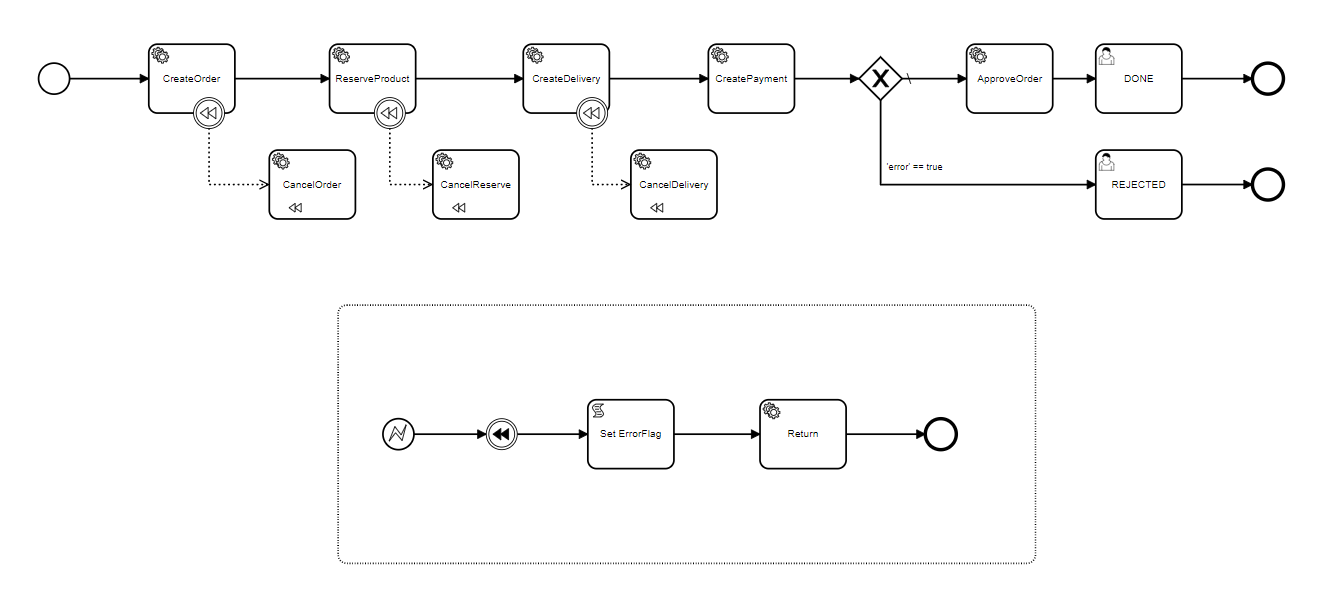 CreateOrder
ReserveProduct
CreateDelivery
CreatePayment
ApproveOrder
DONE
'error' == true
CancelOrder
CancelReserve
CancelDelivery
REJECTED
Set ErrorFlag
Return